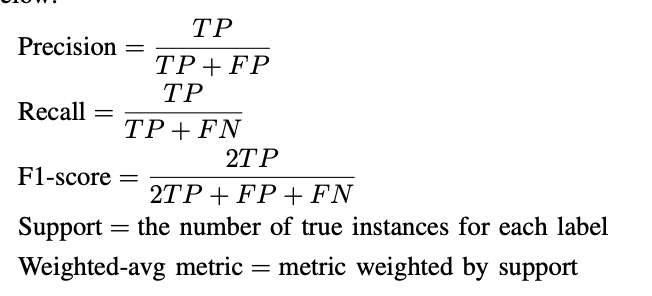 Precision = TP / TP + FP
Recall = TP / TP + FN
F1-score = 2TP / 2TP + FP + FN
Support = the number of true instances for each label
Weighted-avg metric = metric weighted by support